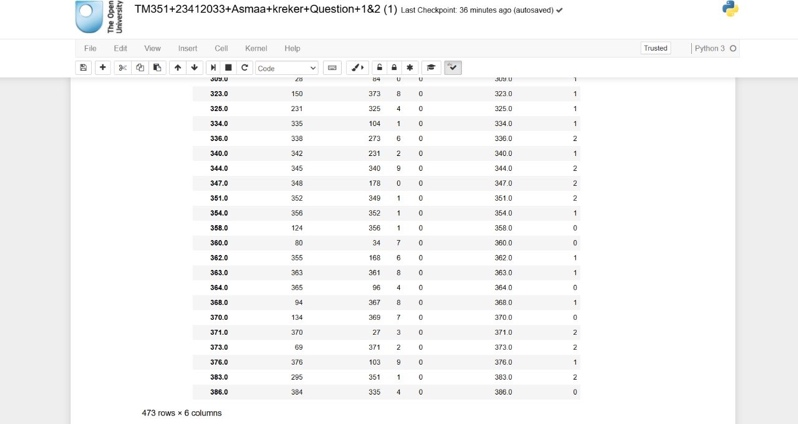 The Open
University
TM351+23412033+Asmaa+kreker+Question+1&2 (1) Last Checkpoint: 36 minutes ago (autosaved)
File Edit View Insert Cell Kernel Help Trusted Python 3
Code
309.0 28 84 0 0 309.0 1
323.0 150 373 8 0 323.0 1
325.0 231 325 4 0 325.0 1
334.0 335 104 1 0 334.0 1
336.0 338 273 6 0 336.0 2
340.0 342 231 2 0 340.0 1
344.0 345 340 9 0 344.0 2
347.0 348 178 0 0 347.0 2
351.0 352 349 1 0 351.0 2
354.0 356 352 1 0 354.0 1
358.0 124 356 1 0 358.0 0
360.0 80 34 7 0 360.0 0
362.0 355 168 6 0 362.0 1
363.0 363 361 8 0 363.0 1
364.0 365 96 4 0 364.0 0
368.0 94 367 8 0 368.0 1
370.0 134 369 7 0 370.0 0
371.0 370 27 3 0 371.0 2
373.0 69 371 2 0 373.0 2
376.0 376 103 9 0 376.0 1
383.0 295 351 1 0 383.0 2
386.0 384 335 4 0 386.0 0
473 rows × 6 columns